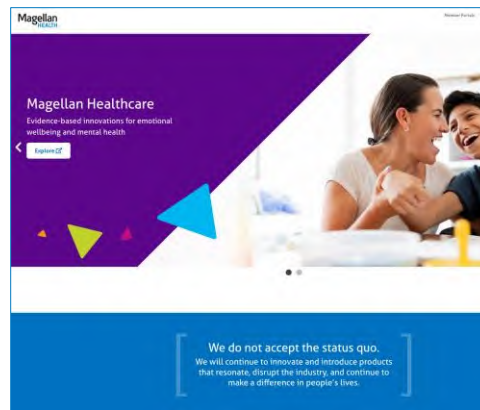 Magellan
HEALTH
Member Portals
Magellan Healthcare
Evidence-based innovations for emotional
wellbeing and mental health
Explore
We do not accept the status quo.
We will continue to innovate and introduce products
that resonate, disrupt the industry, and continue to
make a difference in people's lives.